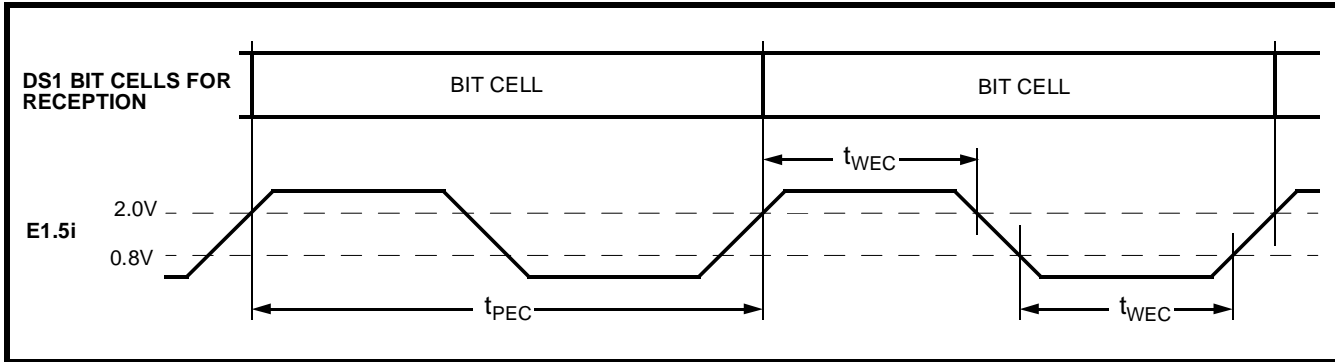 DS1 BIT CELLS FOR
RECEPTION
BIT CELL
BIT CELL
tWEC
2.0V
E1.5i
0.8V
tPEC
tWEC